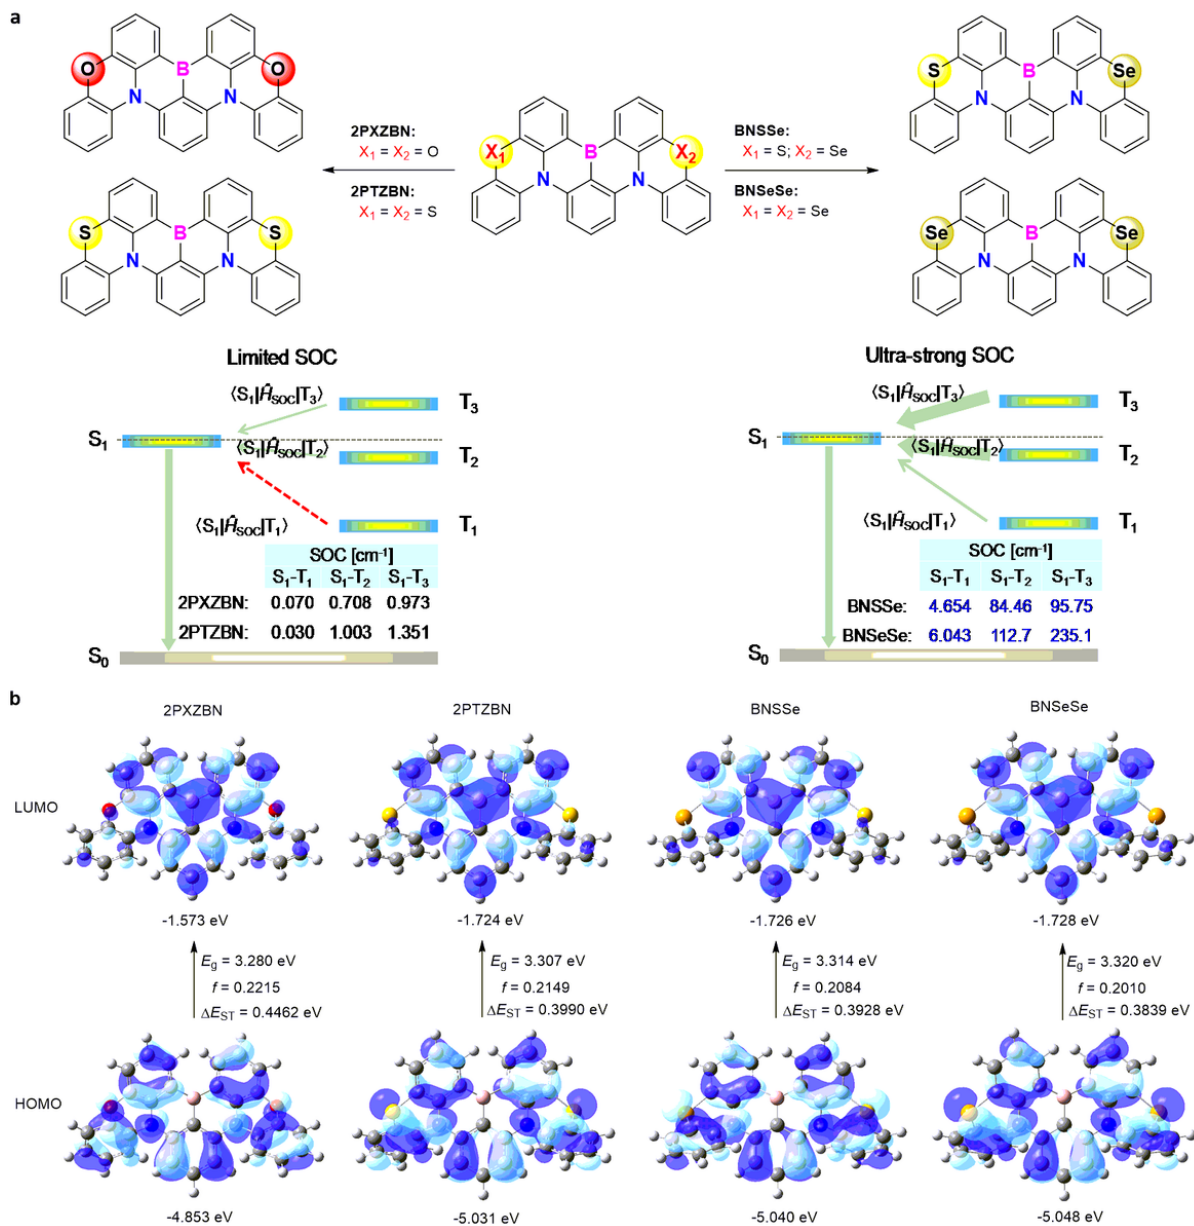 a
O
B
O
N
N
S
B
S
N
N
2PXZBN:
X1 = X2 = O
2PTZBN:
X1 = X2 = S
X1
B
X2
N
N
BNSSe:
X1 = S; X2 = Se
BNSeSe:
X1 = X2 = Se
S
B
Se
N
N
Se
B
Se
N
N
Limited SOC
⟨S1|ĤSOC|T3⟩
T3
S1
⟨S1|ĤSOC|T2⟩
T2
⟨S1|ĤSOC|T1⟩
T1
SOC [cm-1]
S1-T1 S1-T2 S1-T3
2PXZBN: 0.070 0.708 0.973
2PTZBN: 0.030 1.003 1.351
S0
Ultra-strong SOC
⟨S1|ĤSOC|T3⟩
T3
S1
⟨S1|ĤSOC|T2⟩
T2
⟨S1|ĤSOC|T1⟩
T1
SOC [cm-1]
S1-T1 S1-T2 S1-T3
BNSSe: 4.654 84.46 95.75
BNSeSe: 6.043 112.7 235.1
S0
b
2PXZBN 2PTZBN BNSSe BNSeSe
LUMO
-1.573 eV -1.724 eV -1.726 eV -1.728 eV
Eg = 3.280 eV Eg = 3.307 eV Eg = 3.314 eV Eg = 3.320 eV
f = 0.2215 f = 0.2149 f = 0.2084 f = 0.2010
ΔEST = 0.4462 eV ΔEST = 0.3990 eV ΔEST = 0.3928 eV ΔEST = 0.3839 eV
HOMO
-4.853 eV -5.031 eV -5.040 eV -5.048 eV